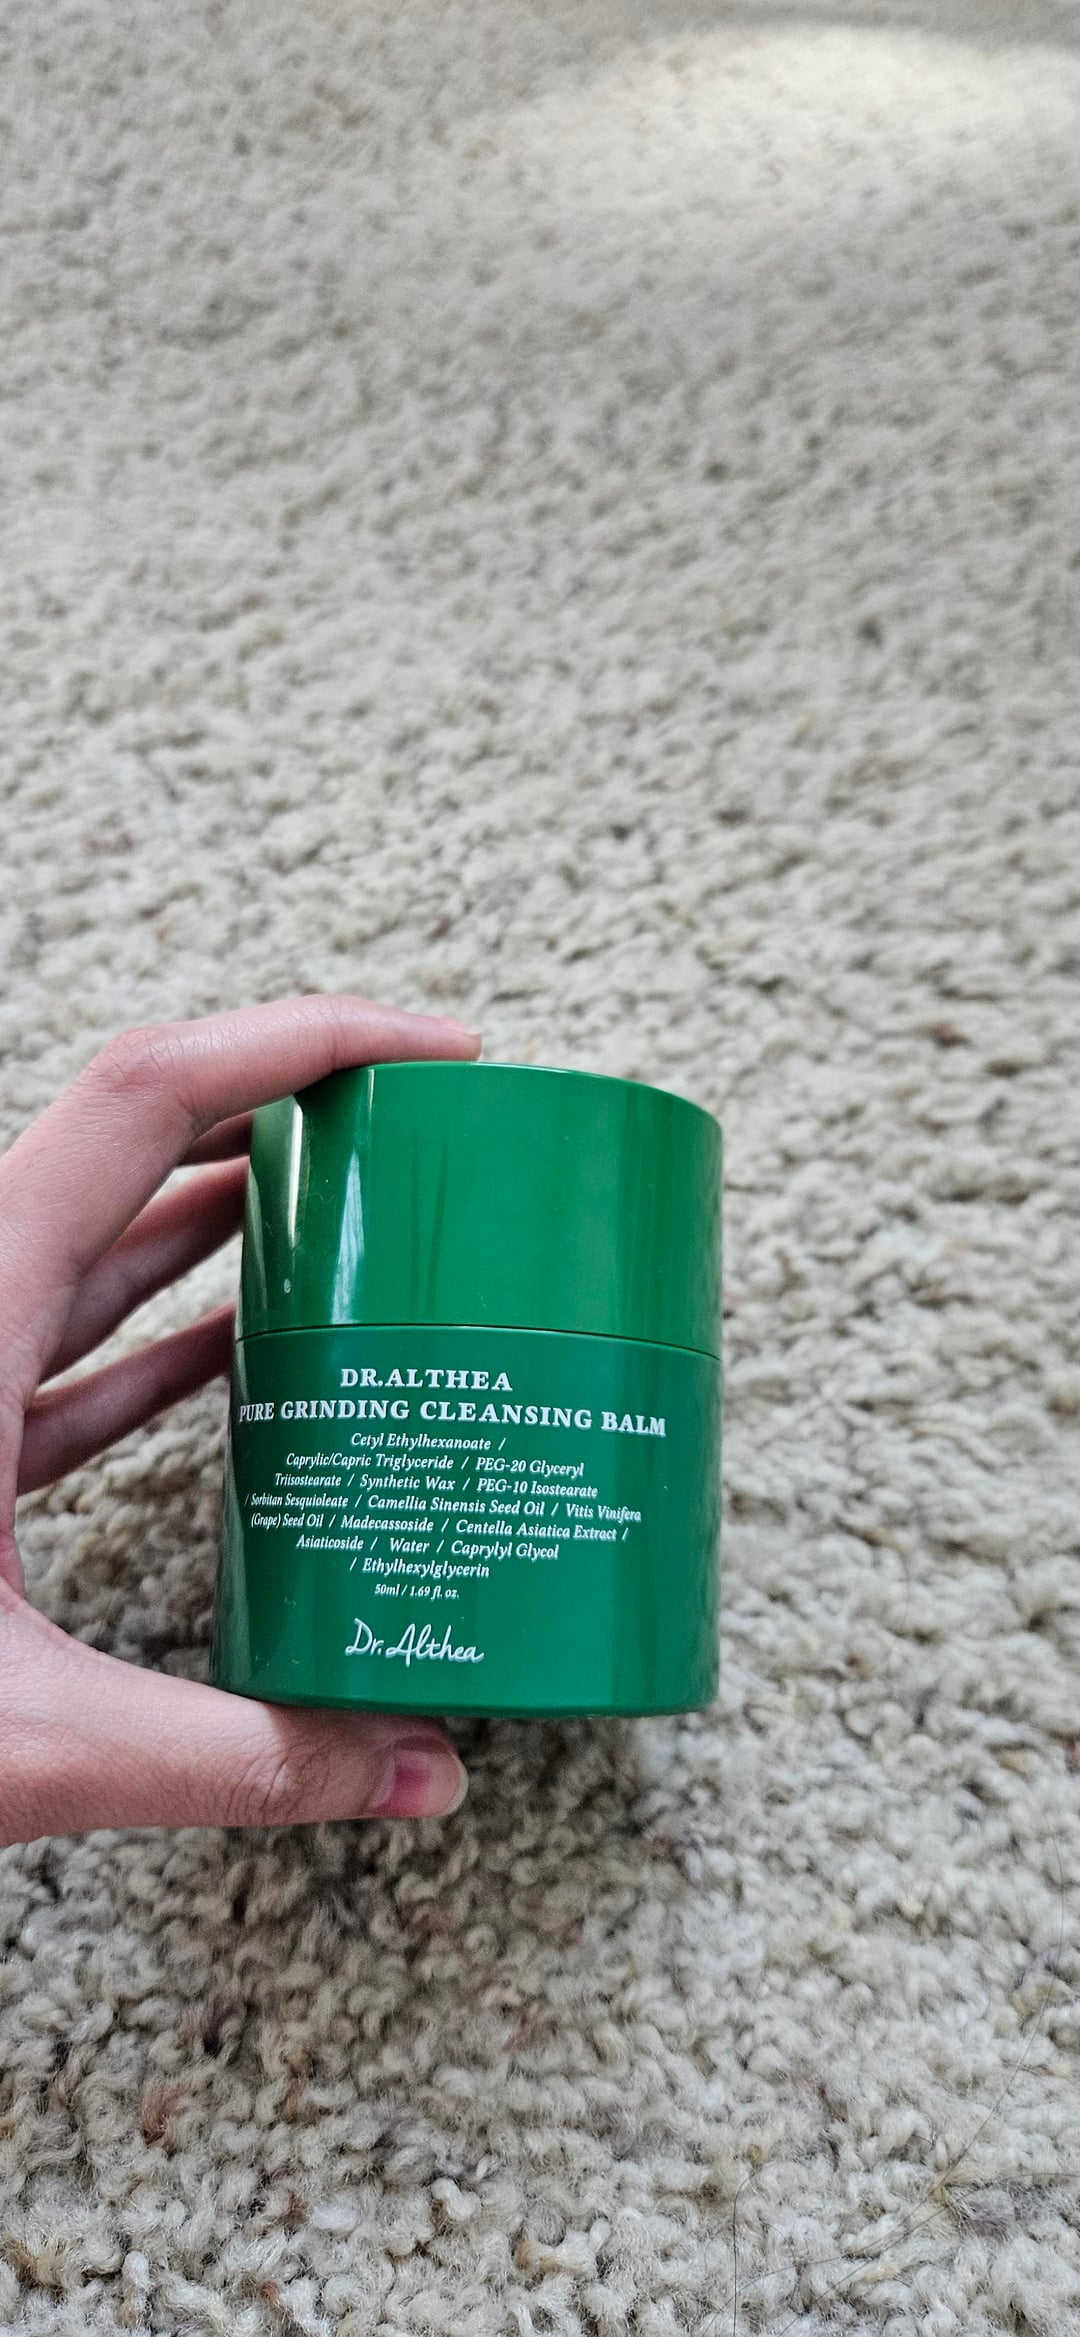 DR.ALTHEA
PURE GRINDING CLEANSING BALM
Cetyl Ethylhexanoate /
Caprylic/Capric Triglyceride / PEG-20 Glyceryl
Triisostearate / Synthetic Wax / PEG-10 Isostearate
/ Sorbitan Sesquioleate / Camellia Sinensis Seed Oil / Vitis Vinifera
(Grape) Seed Oil / Madecassoside / Centella Asiatica Extract /
Asiaticoside / Water / Caprylyl Glycol
/ Ethylhexylglycerin
50ml / 1.69 fl. oz.
Dr. Althea